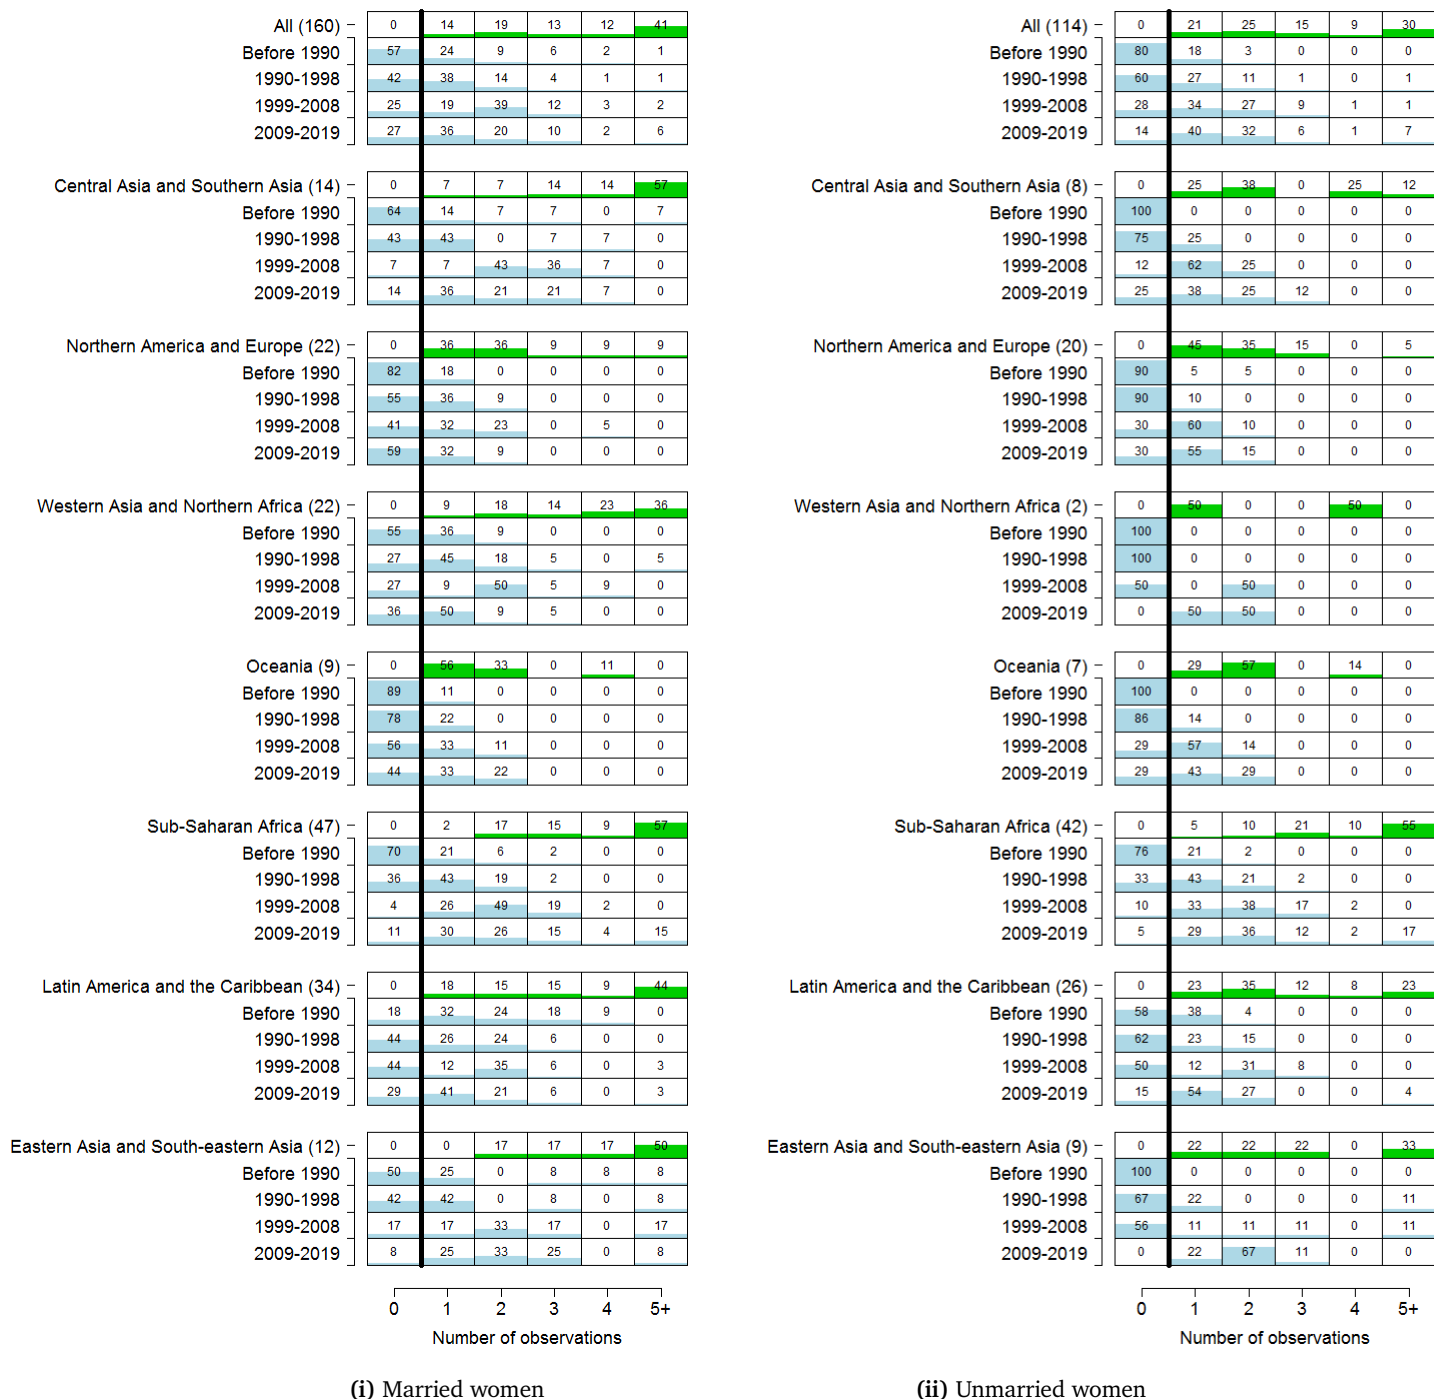 All (160) 0 14 19 13 12 41
Before 1990 57 24 9 6 2 1
1990-1998 42 38 14 4 1 1
1999-2008 25 19 39 12 3 2
2009-2019 27 36 20 10 2 6
Central Asia and Southern Asia (14) 0 7 7 14 14 57
Before 1990 64 14 7 7 0 7
1990-1998 43 43 0 7 7 0
1999-2008 7 7 43 36 7 0
2009-2019 14 36 21 21 7 0
Northern America and Europe (22) 0 36 36 9 9 9
Before 1990 82 18 0 0 0 0
1990-1998 55 36 9 0 0 0
1999-2008 41 32 23 0 5 0
2009-2019 59 32 9 0 0 0
Western Asia and Northern Africa (22) 0 9 18 14 23 36
Before 1990 55 36 9 0 0 0
1990-1998 27 45 18 5 0 5
1999-2008 27 9 50 5 9 0
2009-2019 36 50 9 5 0 0
Oceania (9) 0 56 33 0 11 0
Before 1990 89 11 0 0 0 0
1990-1998 78 22 0 0 0 0
1999-2008 56 33 11 0 0 0
2009-2019 44 33 22 0 0 0
Sub-Saharan Africa (47) 0 2 17 15 9 57
Before 1990 70 21 6 2 0 0
1990-1998 36 43 19 2 0 0
1999-2008 4 26 49 19 2 0
2009-2019 11 30 26 15 4 15
Latin America and the Caribbean (34) 0 18 15 15 9 44
Before 1990 18 32 24 18 9 0
1990-1998 44 26 24 6 0 0
1999-2008 44 12 35 6 0 3
2009-2019 29 41 21 6 0 3
Eastern Asia and South-eastern Asia (12) 0 0 17 17 17 50
Before 1990 50 25 0 8 8 8
1990-1998 42 42 0 8 0 8
1999-2008 17 17 33 17 0 17
2009-2019 8 25 33 25 0 8
0 1 2 3 4 5+
Number of observations
(i) Married women
All (114) 0 21 25 15 9 30
Before 1990 80 18 3 0 0 0
1990-1998 60 27 11 1 0 1
1999-2008 28 34 27 9 1 1
2009-2019 14 40 32 6 1 7
Central Asia and Southern Asia (8) 0 25 38 0 25 12
Before 1990 100 0 0 0 0 0
1990-1998 75 25 0 0 0 0
1999-2008 12 62 25 0 0 0
2009-2019 25 38 25 12 0 0
Northern America and Europe (20) 0 45 35 15 0 5
Before 1990 90 5 5 0 0 0
1990-1998 90 10 0 0 0 0
1999-2008 30 60 10 0 0 0
2009-2019 30 55 15 0 0 0
Western Asia and Northern Africa (2) 0 50 0 0 50 0
Before 1990 100 0 0 0 0 0
1990-1998 100 0 0 0 0 0
1999-2008 50 0 50 0 0 0
2009-2019 0 50 50 0 0 0
Oceania (7) 0 29 57 0 14 0
Before 1990 100 0 0 0 0 0
1990-1998 86 14 0 0 0 0
1999-2008 29 57 14 0 0 0
2009-2019 29 43 29 0 0 0
Sub-Saharan Africa (42) 0 5 10 21 10 55
Before 1990 76 21 2 0 0 0
1990-1998 33 43 21 2 0 0
1999-2008 10 33 38 17 2 0
2009-2019 5 29 36 12 2 17
Latin America and the Caribbean (26) 0 23 35 12 8 23
Before 1990 58 38 4 0 0 0
1990-1998 62 23 15 0 0 0
1999-2008 50 12 31 8 0 0
2009-2019 15 54 27 0 0 4
Eastern Asia and South-eastern Asia (9) 0 22 22 22 0 33
Before 1990 100 0 0 0 0 0
1990-1998 67 22 0 0 0 11
1999-2008 56 11 11 11 0 11
2009-2019 0 22 67 11 0 0
0 1 2 3 4 5+
Number of observations
(ii) Unmarried women